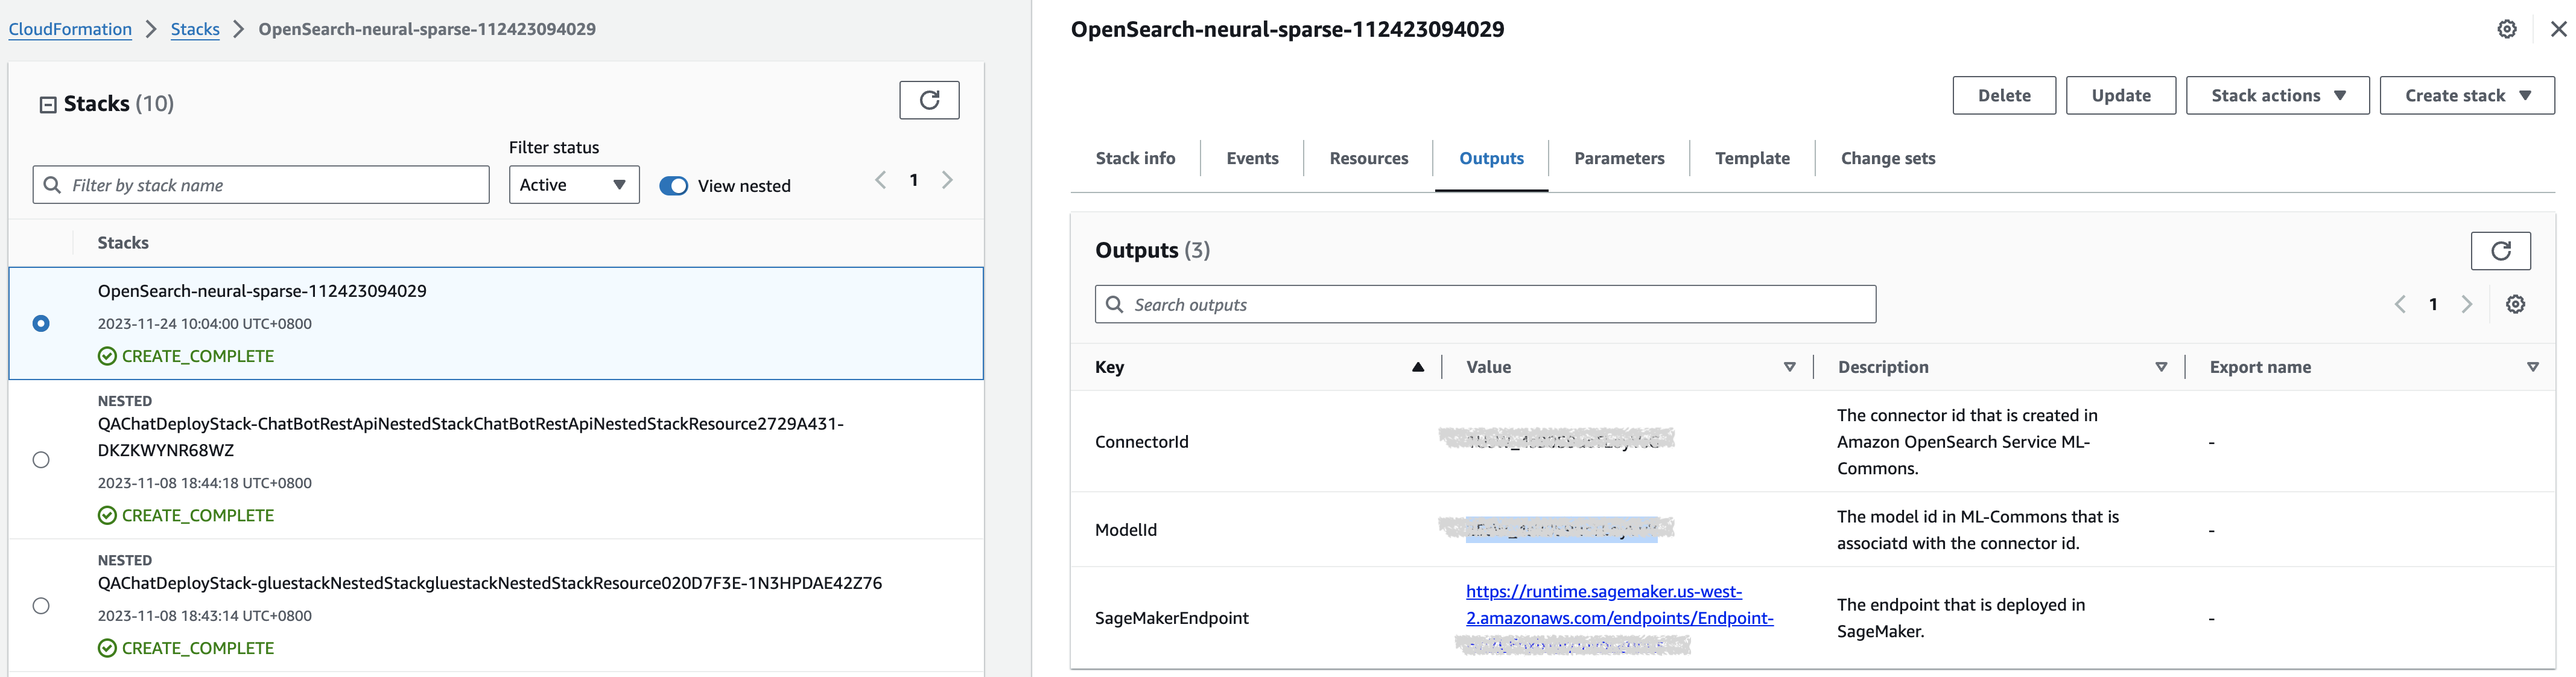 CloudFormation > Stacks > OpenSearch-neural-sparse-112423094029
Stacks (10)
Filter status
Filter by stack name
Active
View nested
1
Stacks
OpenSearch-neural-sparse-112423094029
2023-11-24 10:04:00 UTC+0800
CREATE_COMPLETE
NESTED
QAChatDeployStack-ChatBotRestApiNestedStackChatBotRestApiNestedStackResource2729A431-
DKZKWYNR68WZ
2023-11-08 18:44:18 UTC+0800
CREATE_COMPLETE
NESTED
QAChatDeployStack-gluestackNestedStackgluestackNestedStackResource020D7F3E-1N3HPDAE42Z76
2023-11-08 18:43:14 UTC+0800
CREATE_COMPLETE
OpenSearch-neural-sparse-112423094029
Delete
Update
Stack actions
Create stack
Stack info
Events
Resources
Outputs
Parameters
Template
Change sets
Outputs (3)
Search outputs
1
Key
Value
Description
Export name
ConnectorId
The connector id that is created in
Amazon OpenSearch Service ML-
Commons.
-
ModelId
The model id in ML-Commons that is
associatd with the connector id.
-
SageMakerEndpoint
https://runtime.sagemaker.us-west-
2.amazonaws.com/endpoints/Endpoint-
The endpoint that is deployed in
SageMaker.
-